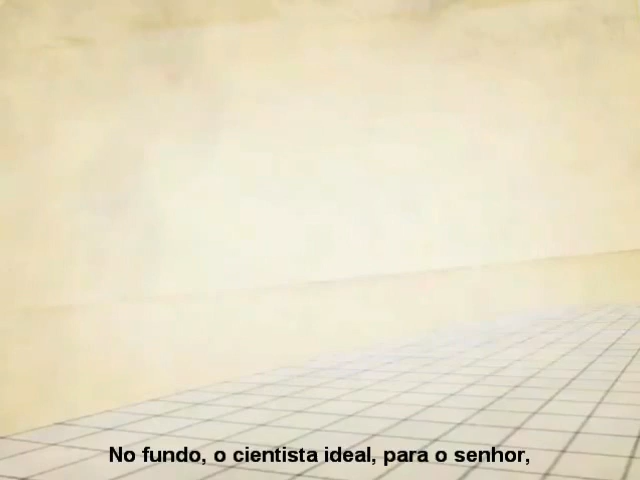 No fundo, o cientista ideal, para o senhor,